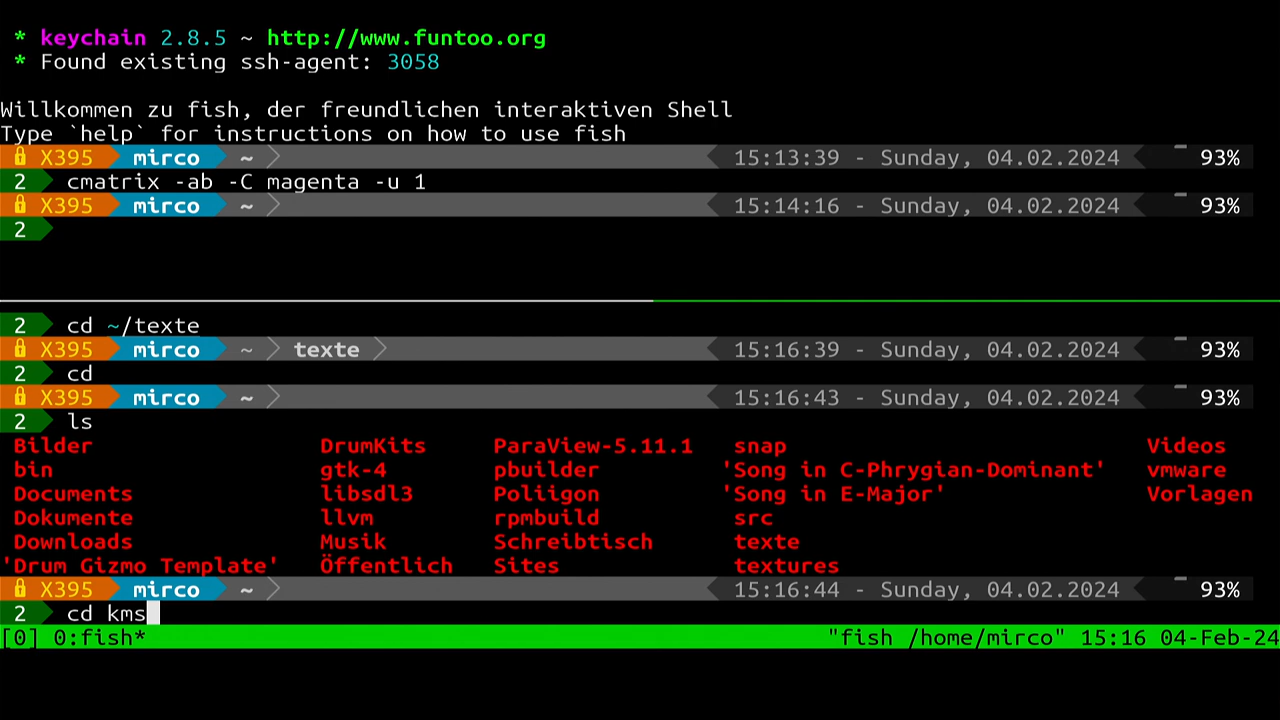 * keychain 2.8.5 ~ http://www.funtoo.org
* Found existing ssh-agent: 3058
Willkommen zu fish, der freundlichen interaktiven Shell
Type `help` for instructions on how to use fish
X395 mirco ~ 15:13:39 - Sunday, 04.02.2024 93%
2 cmatrix -ab -C magenta -u 1
X395 mirco ~ 15:14:16 - Sunday, 04.02.2024 93%
2
2 cd ~/texte
X395 mirco ~ texte 15:16:39 - Sunday, 04.02.2024 93%
2 cd
X395 mirco ~ 15:16:43 - Sunday, 04.02.2024 93%
2 ls
Bilder DrumKits ParaView-5.11.1 snap Videos
bin gtk-4 pbuilder 'Song in C-Phrygian-Dominant' vmware
Documents libsdl3 Poliigon 'Song in E-Major' Vorlagen
Dokumente llvm rpmbuild src
Downloads Musik Schreibtisch texte
'Drum Gizmo Template' Öffentlich Sites textures
X395 mirco ~ 15:16:44 - Sunday, 04.02.2024 93%
2 cd kms
[0] 0:fish* "fish /home/mirco" 15:16 04-Feb-24